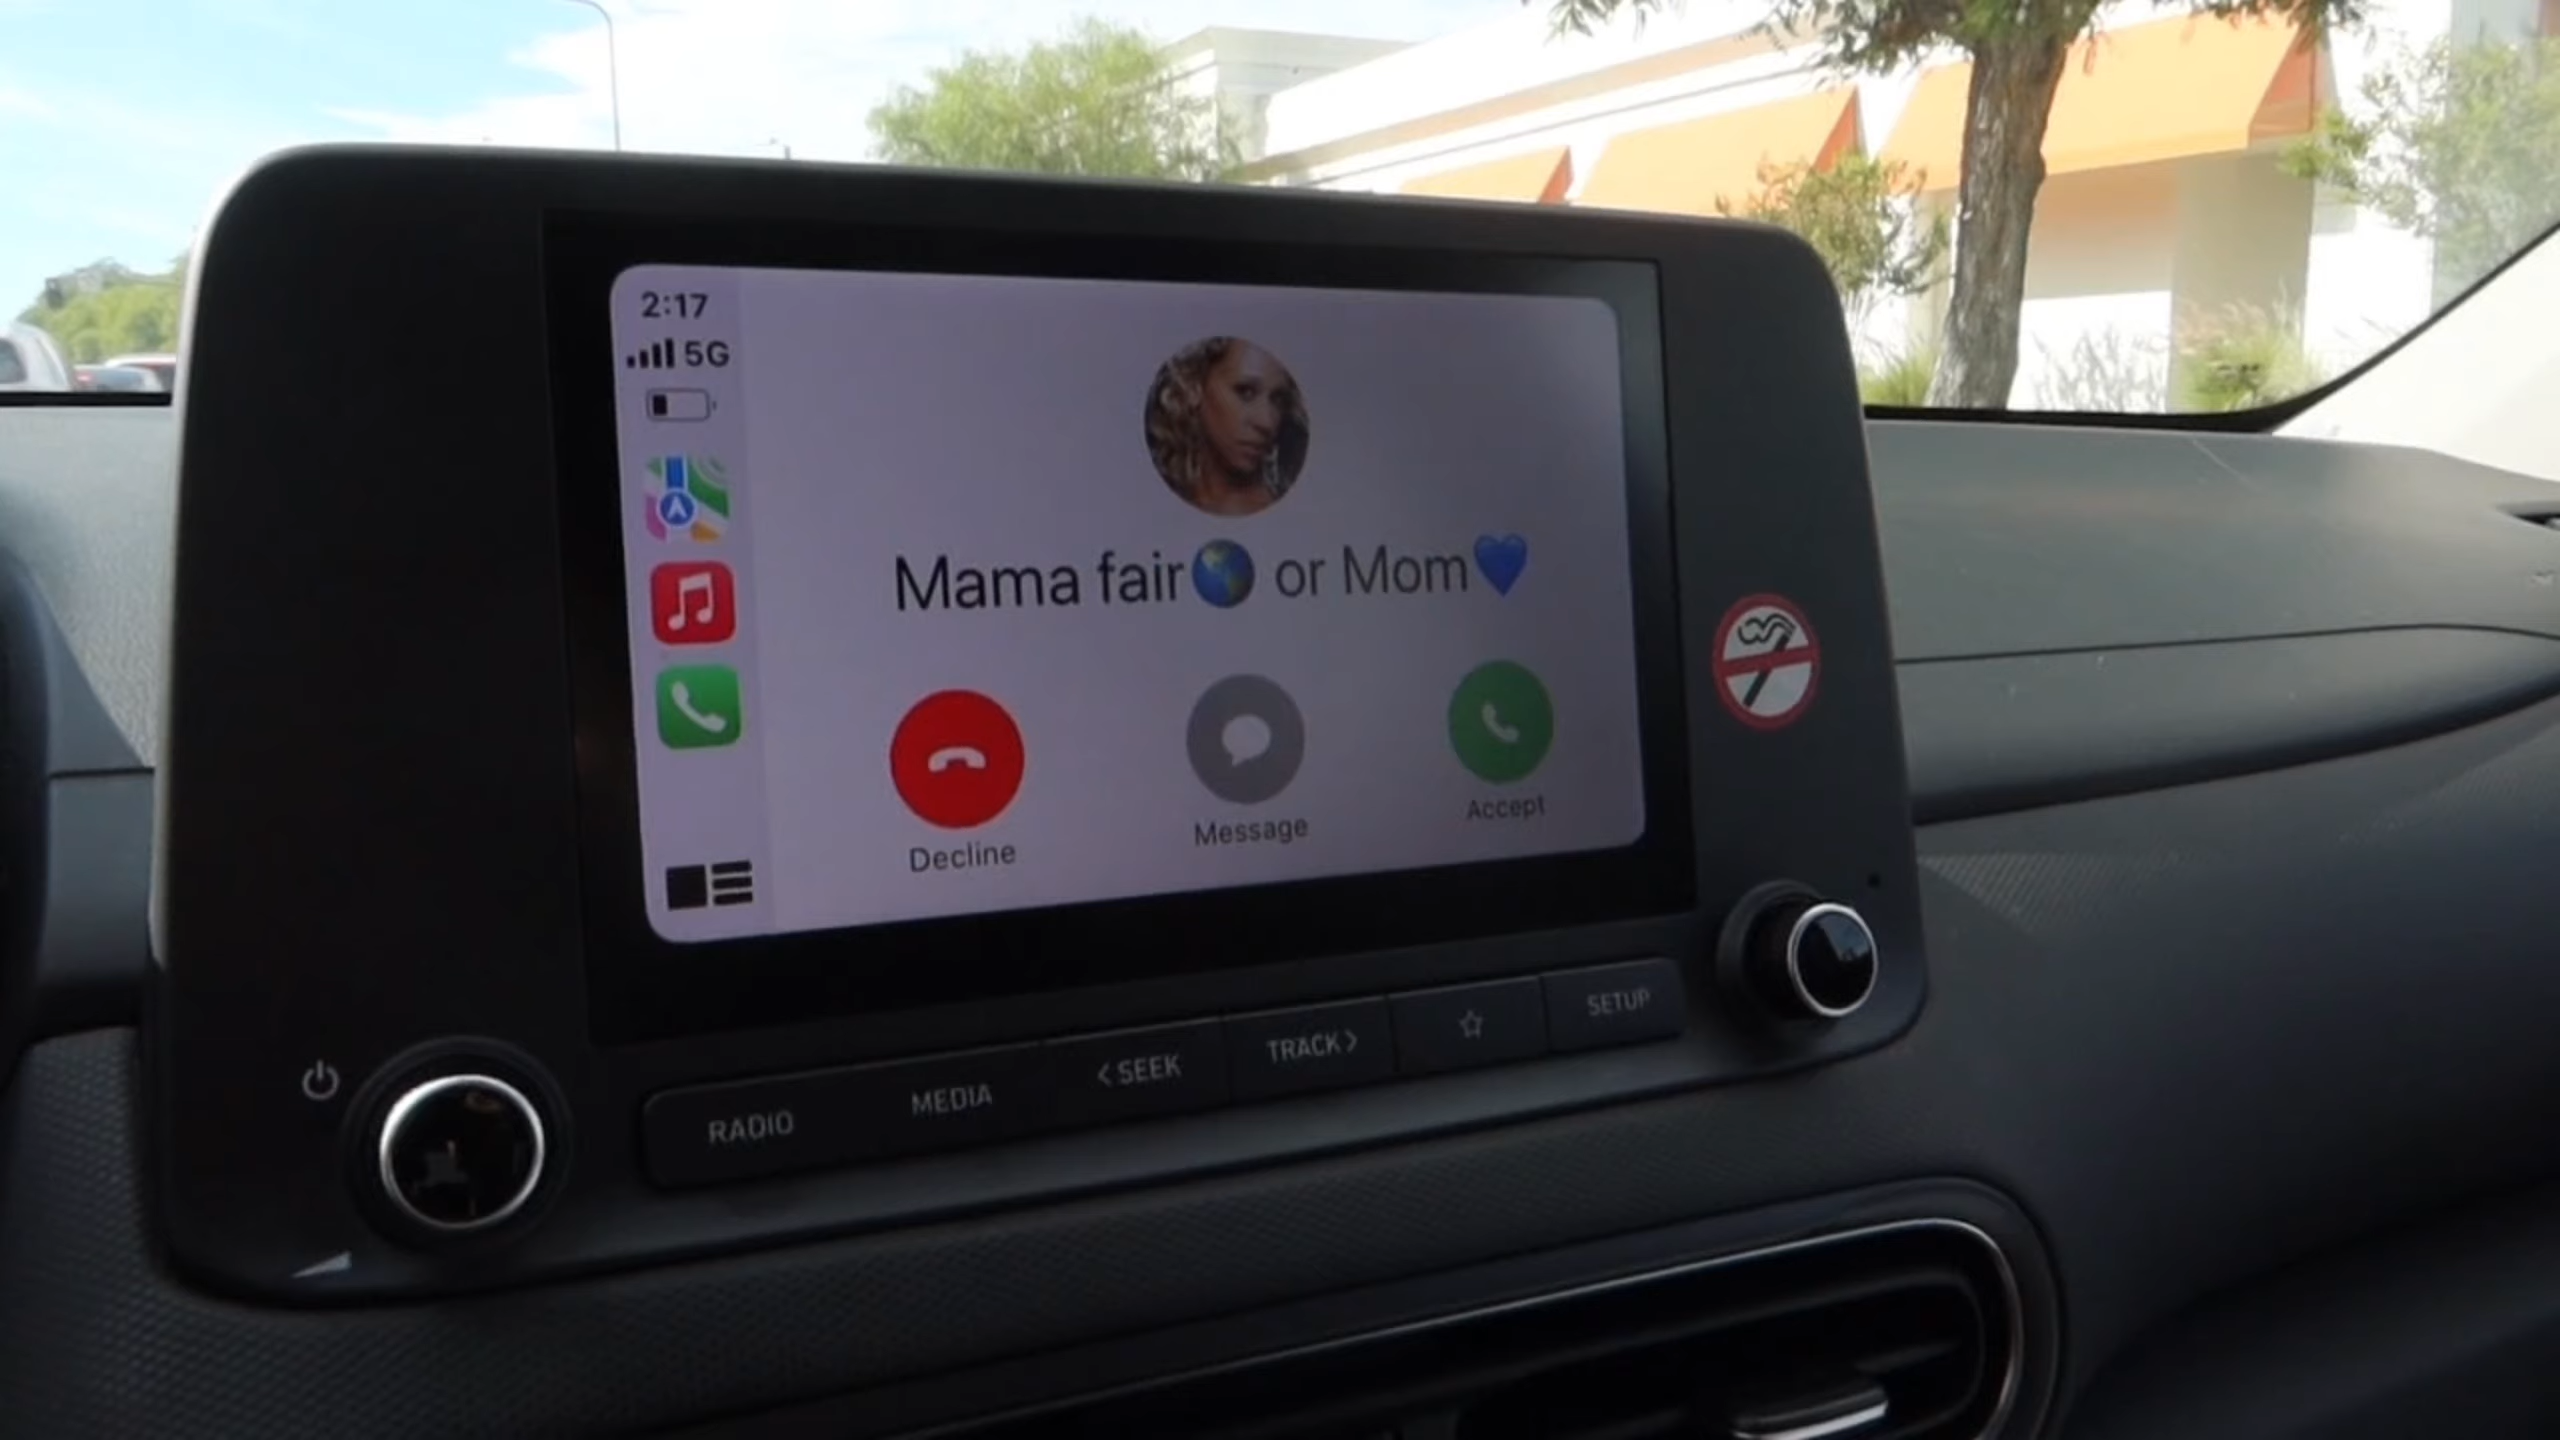 2:17
5G
Mama fair🌎 or Mom💙
Decline
Message
Accept
RADIO
MEDIA
< SEEK
TRACK >
SETUP